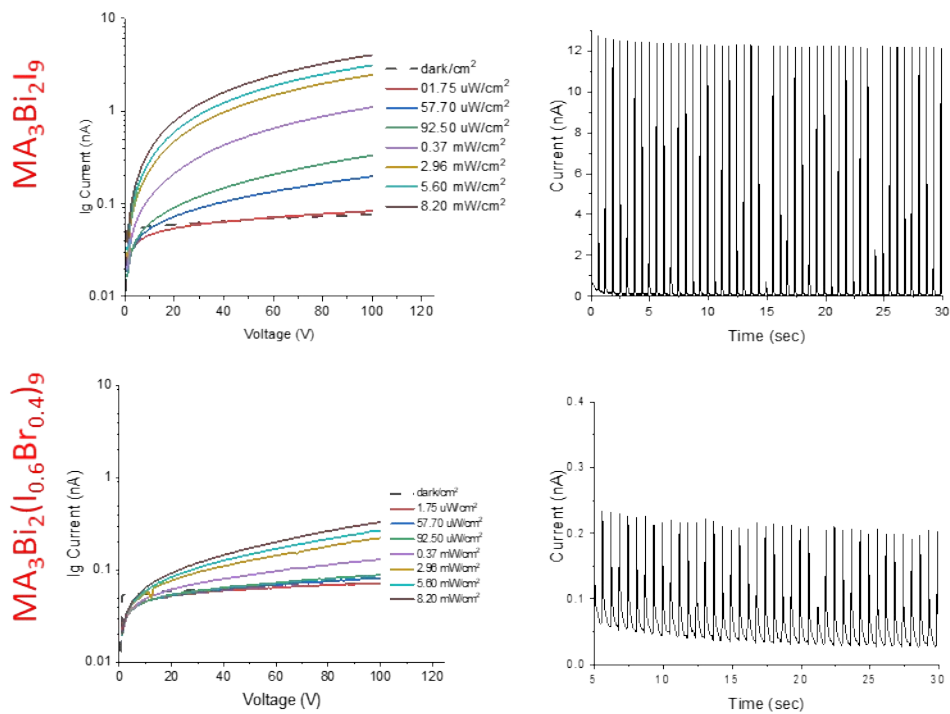 MA₃Bi₂I₉
10
1
0.1
0.01
Ig Current (nA)
0 20 40 60 80 100 120
Voltage (V)
dark/cm²
01.75 uW/cm²
57.70 uW/cm²
92.50 uW/cm²
0.37 mW/cm²
2.96 mW/cm²
5.60 mW/cm²
8.20 mW/cm²
12
10
8
6
4
2
0
Current (nA)
0 5 10 15 20 25 30
Time (sec)
MA₃Bi₂(I₀.₆Br₀.₄)₉
10
1
0.1
0.01
Ig Current (nA)
0 20 40 60 80 100 120
Voltage (V)
dark/cm²
1.75 uW/cm²
57.70 uW/cm²
92.50 uW/cm²
0.37 mW/cm²
2.96 mW/cm²
5.60 mW/cm²
8.20 mW/cm²
0.4
0.3
0.2
0.1
0.0
Current (nA)
5 10 15 20 25 30
Time (sec)